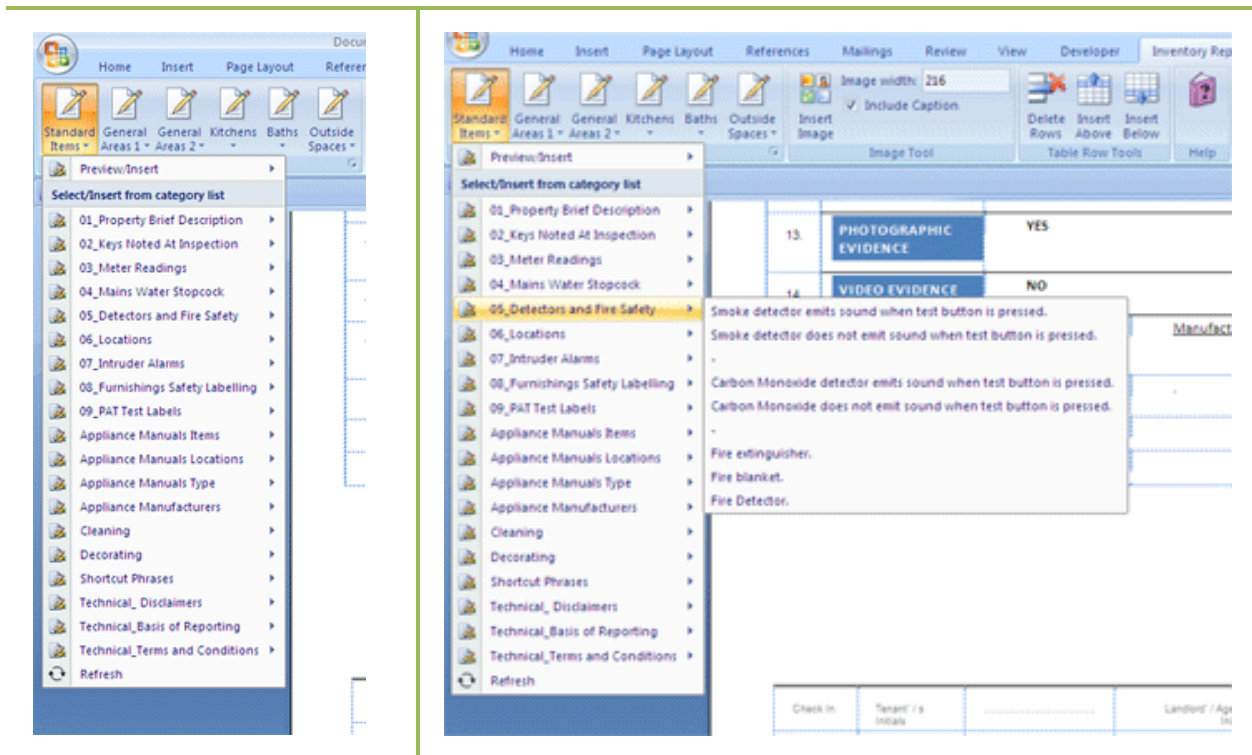 Docu
Home Insert Page Layout Refere
Standard Items General Areas 1 General Areas 2 Kitchens Baths Outside Spaces
Preview/Insert
Select/Insert from category list
01_Property Brief Description
02_Keys Noted At Inspection
03_Meter Readings
04_Mains Water Stopcock
05_Detectors and Fire Safety
06_Locations
07_Intruder Alarms
08_Furnishings Safety Labelling
09_PAT Test Labels
Appliance Manuals Items
Appliance Manuals Locations
Appliance Manuals Type
Appliance Manufacturers
Cleaning
Decorating
Shortcut Phrases
Technical_ Disclaimers
Technical_Basis of Reporting
Technical_Terms and Conditions
Refresh
Home Insert Page Layout References Mailings Review View Developer Inventory Rep
Standard Items General Areas 1 General Areas 2 Kitchens Baths Outside Spaces
Insert Image
Image width: 216
Include Caption
Image Tool
Delete Rows Insert Above Insert Below
Table Row Tools
Help
Preview/Insert
Select/Insert from category list
01_Property Brief Description
02_Keys Noted At Inspection
03_Meter Readings
04_Mains Water Stopcock
05_Detectors and Fire Safety
06_Locations
07_Intruder Alarms
08_Furnishings Safety Labelling
09_PAT Test Labels
Appliance Manuals Items
Appliance Manuals Locations
Appliance Manuals Type
Appliance Manufacturers
Cleaning
Decorating
Shortcut Phrases
Technical_ Disclaimers
Technical_Basis of Reporting
Technical_Terms and Conditions
Refresh
13. PHOTOGRAPHIC EVIDENCE YES
14 VIDEO EVIDENCE NO
Manufact
Smoke detector emits sound when test button is pressed.
Smoke detector does not emit sound when test button is pressed.
-
Carbon Monoxide detector emits sound when test button is pressed.
Carbon Monoxide does not emit sound when test button is pressed.
-
Fire extinguisher.
Fire blanket.
Fire Detector.
Check In
Tenant' / s
Initials
Landlord' / Age